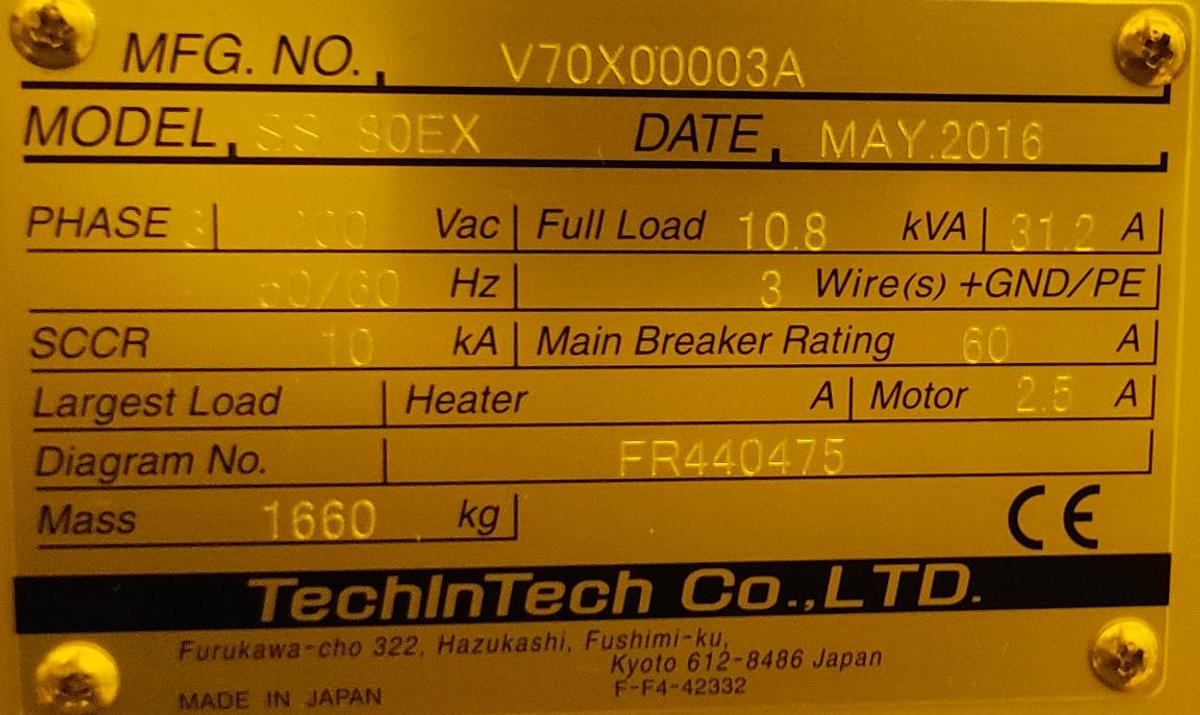 MFG. NO. V70X00003A
MODEL SS 80EX DATE MAY.2016
PHASE 3 200 Vac Full Load 10.8 kVA 31.2 A
50/60 Hz 3 Wire(s) +GND/PE
SCCR 10 kA Main Breaker Rating 60 A
Largest Load Heater A Motor 2.5 A
Diagram No. FR440475
Mass 1660 kg CE
TechInTech Co.,LTD.
Furukawa-cho 322, Hazukashi, Fushimi-ku,
Kyoto 612-8486 Japan
MADE IN JAPAN F-F4-42332